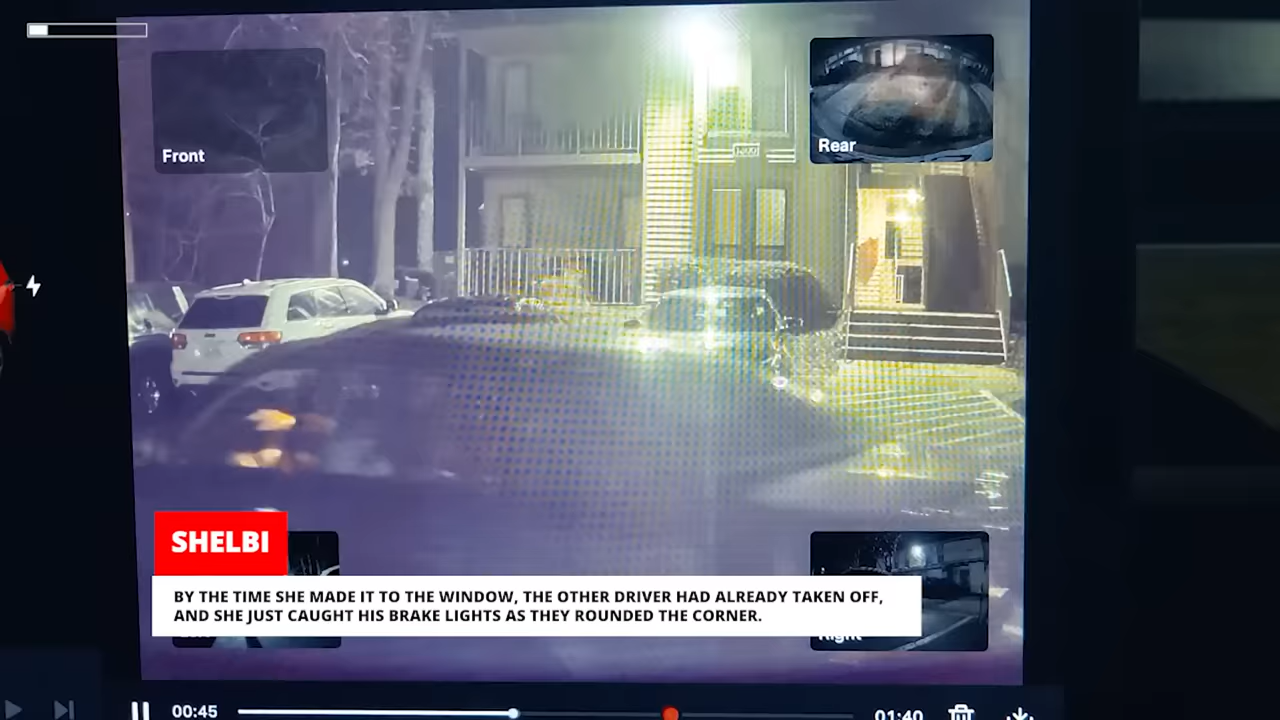 Front
Rear
SHELBI
BY THE TIME SHE MADE IT TO THE WINDOW, THE OTHER DRIVER HAD ALREADY TAKEN OFF,
AND SHE JUST CAUGHT HIS BRAKE LIGHTS AS THEY ROUNDED THE CORNER.
Right
00:45
01:40